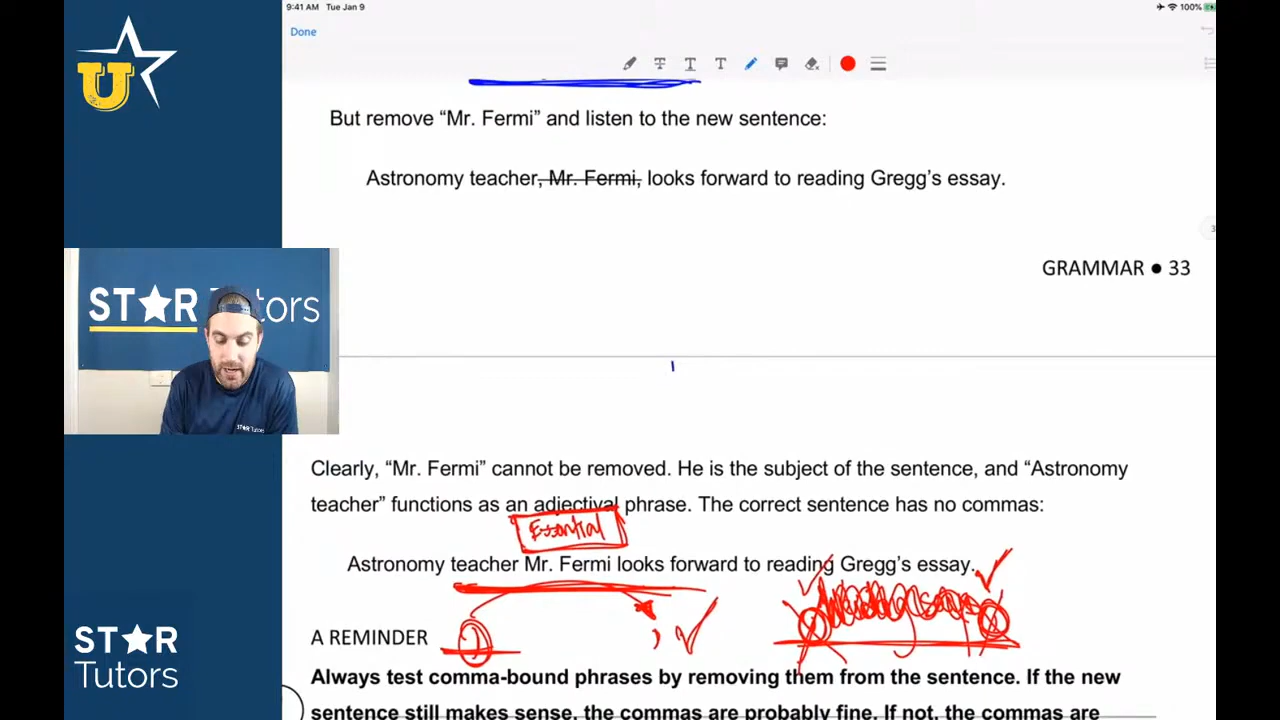 9:41 AM Tue Jan 9
100%
Done
U
But remove “Mr. Fermi” and listen to the new sentence:
Astronomy teacher, Mr. Fermi, looks forward to reading Gregg’s essay.
GRAMMAR ● 33
STAR Tutors
Clearly, “Mr. Fermi” cannot be removed. He is the subject of the sentence, and “Astronomy
teacher” functions as an adjectival phrase. The correct sentence has no commas:
Essential
Astronomy teacher Mr. Fermi looks forward to reading Gregg’s essay.
A REMINDER
STAR
Tutors
Always test comma-bound phrases by removing them from the sentence. If the new
sentence still makes sense, the commas are probably fine. If not, the commas are